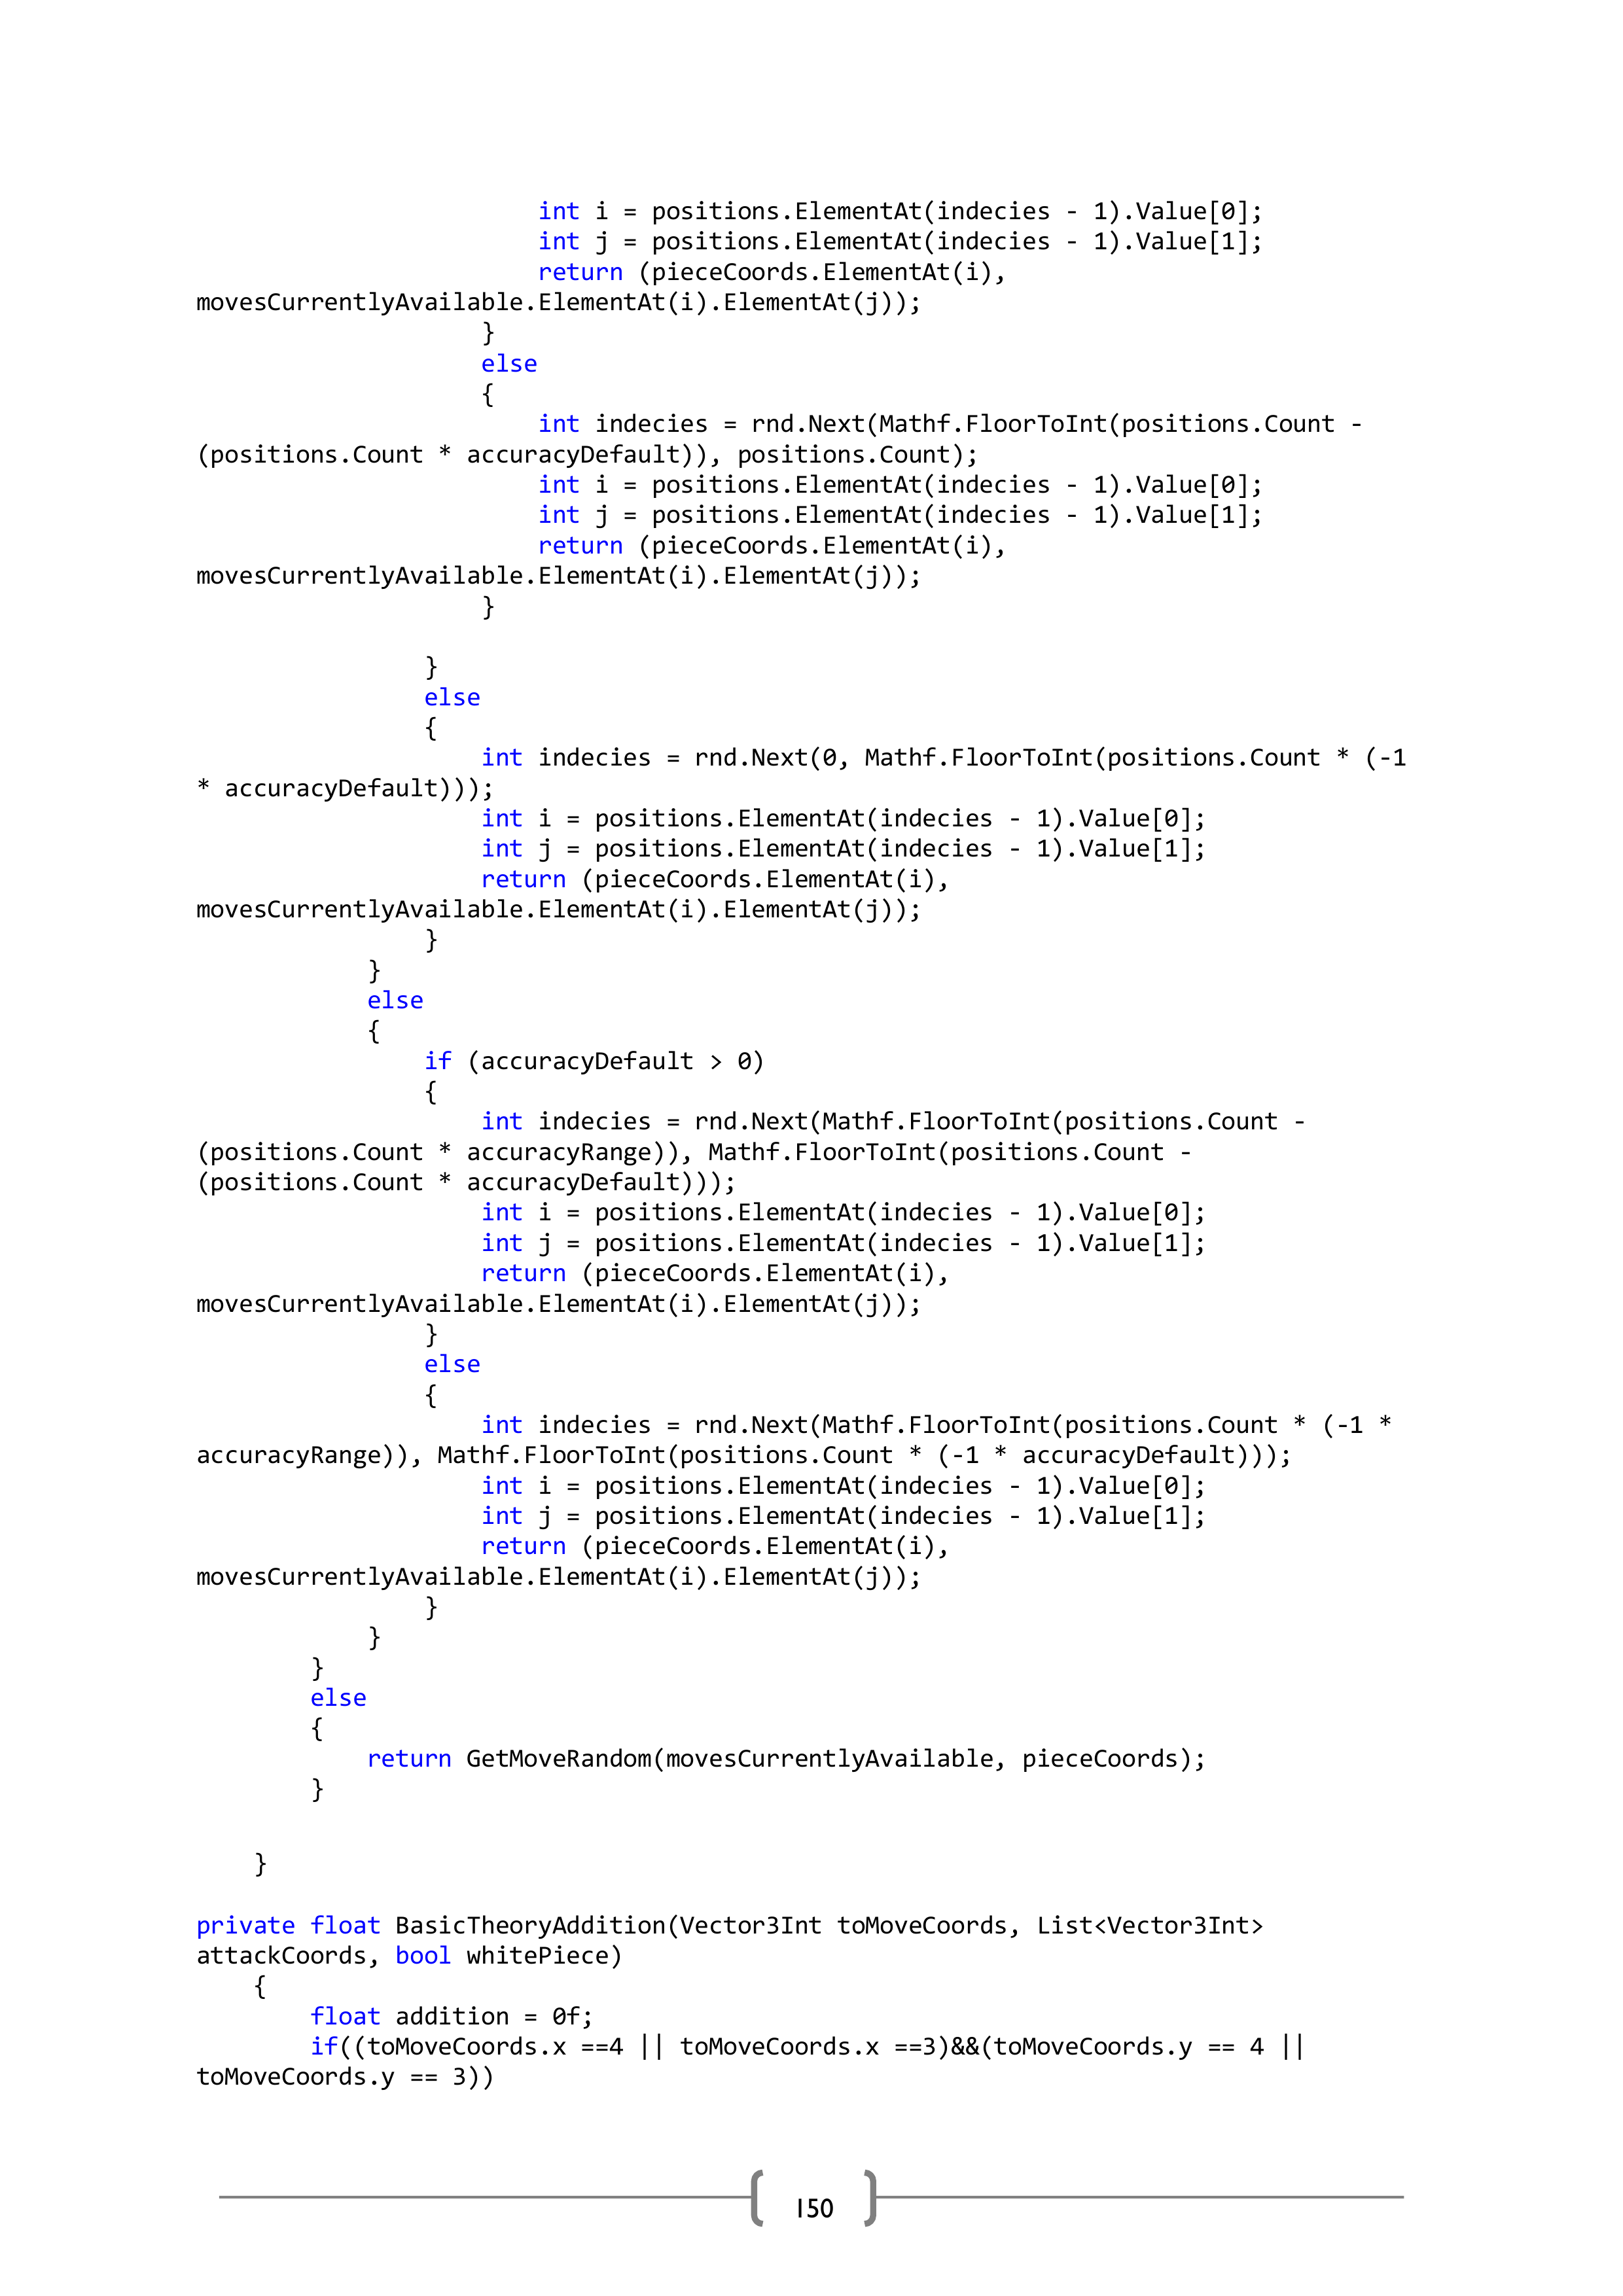 int i = positions.ElementAt(indecies - 1).Value[0];
int j = positions.ElementAt(indecies - 1).Value[1];
return (pieceCoords.ElementAt(i),
movesCurrentlyAvailable.ElementAt(i).ElementAt(j));
}
else
{
int indecies = rnd.Next(Mathf.FloorToInt(positions.Count -
(positions.Count * accuracyDefault)), positions.Count);
int i = positions.ElementAt(indecies - 1).Value[0];
int j = positions.ElementAt(indecies - 1).Value[1];
return (pieceCoords.ElementAt(i),
movesCurrentlyAvailable.ElementAt(i).ElementAt(j));
}
}
else
{
int indecies = rnd.Next(0, Mathf.FloorToInt(positions.Count * (-1
* accuracyDefault)));
int i = positions.ElementAt(indecies - 1).Value[0];
int j = positions.ElementAt(indecies - 1).Value[1];
return (pieceCoords.ElementAt(i),
movesCurrentlyAvailable.ElementAt(i).ElementAt(j));
}
}
else
{
if (accuracyDefault > 0)
{
int indecies = rnd.Next(Mathf.FloorToInt(positions.Count -
(positions.Count * accuracyRange)), Mathf.FloorToInt(positions.Count -
(positions.Count * accuracyDefault)));
int i = positions.ElementAt(indecies - 1).Value[0];
int j = positions.ElementAt(indecies - 1).Value[1];
return (pieceCoords.ElementAt(i),
movesCurrentlyAvailable.ElementAt(i).ElementAt(j));
}
else
{
int indecies = rnd.Next(Mathf.FloorToInt(positions.Count * (-1 *
accuracyRange)), Mathf.FloorToInt(positions.Count * (-1 * accuracyDefault)));
int i = positions.ElementAt(indecies - 1).Value[0];
int j = positions.ElementAt(indecies - 1).Value[1];
return (pieceCoords.ElementAt(i),
movesCurrentlyAvailable.ElementAt(i).ElementAt(j));
}
}
}
else
{
return GetMoveRandom(movesCurrentlyAvailable, pieceCoords);
}
}
private float BasicTheoryAddition(Vector3Int toMoveCoords, List<Vector3Int>
attackCoords, bool whitePiece)
{
float addition = 0f;
if((toMoveCoords.x ==4 || toMoveCoords.x ==3)&&(toMoveCoords.y == 4 ||
toMoveCoords.y == 3))
150